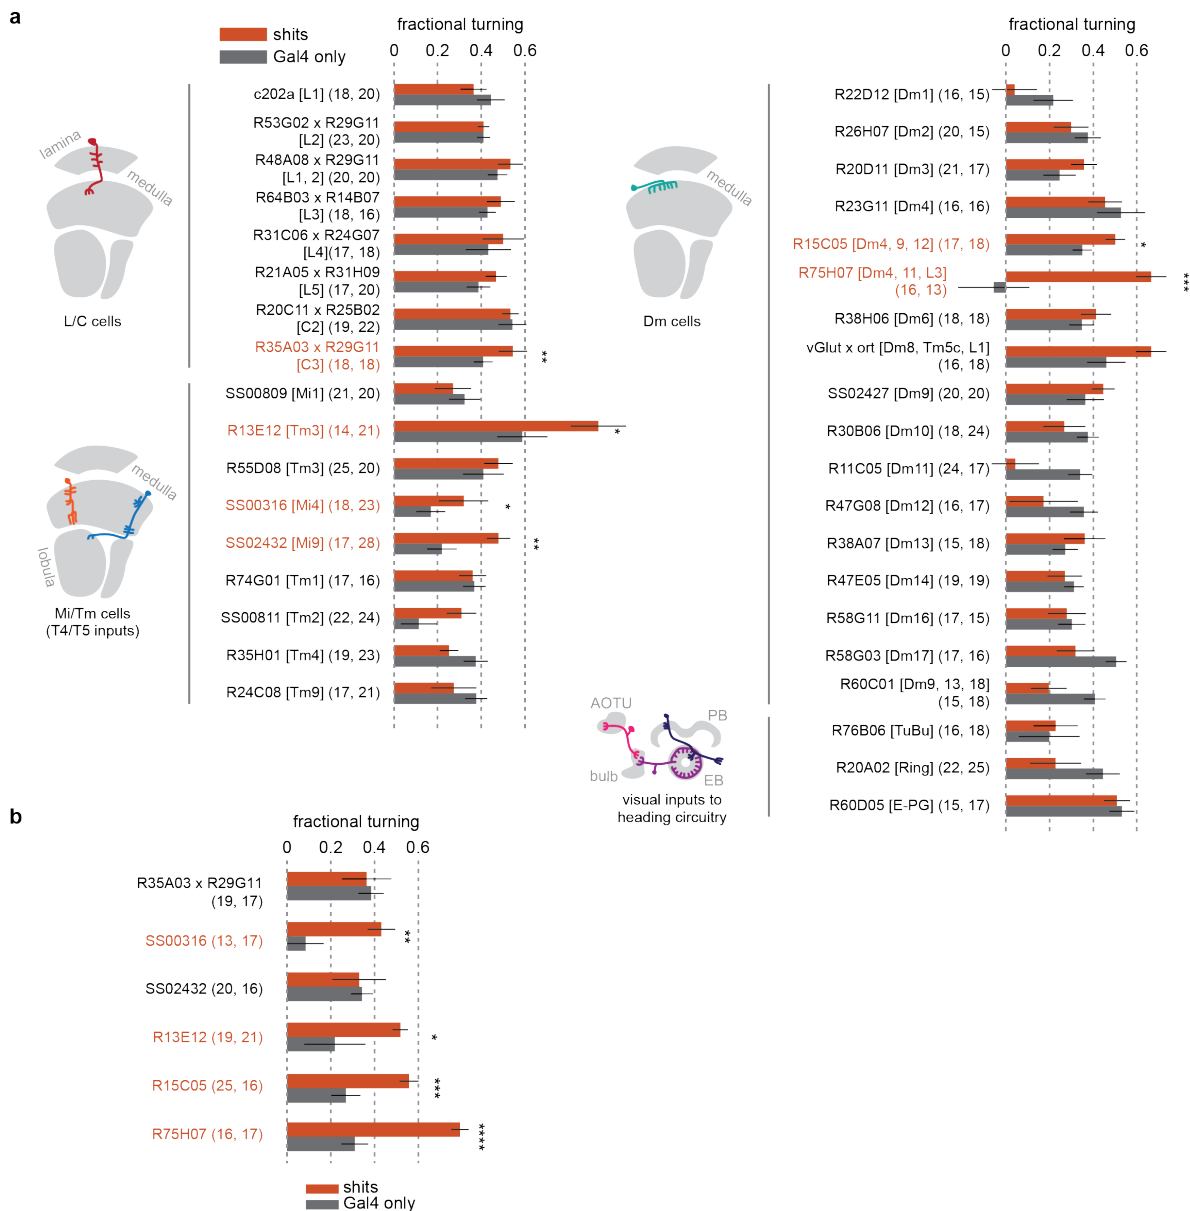 a
fractional turning
shits
Gal4 only
0 0.2 0.4 0.6
c202a [L1] (18, 20)
R53G02 x R29G11
[L2] (23, 20)
R48A08 x R29G11
[L1, 2] (20, 20)
R64B03 x R14B07
[L3] (18, 16)
R31C06 x R24G07
[L4](17, 18)
R21A05 x R31H09
[L5] (17, 20)
R20C11 x R25B02
[C2] (19, 22)
R35A03 x R29G11
[C3] (18, 18)
**
lamina
medulla
L/C cells
SS00809 [Mi1] (21, 20)
R13E12 [Tm3] (14, 21)
*
R55D08 [Tm3] (25, 20)
SS00316 [Mi4] (18, 23)
*
SS02432 [Mi9] (17, 28)
**
R74G01 [Tm1] (17, 16)
SS00811 [Tm2] (22, 24)
R35H01 [Tm4] (19, 23)
R24C08 [Tm9] (17, 21)
medulla
lobula
Mi/Tm cells
(T4/T5 inputs)
fractional turning
0 0.2 0.4 0.6
R22D12 [Dm1] (16, 15)
R26H07 [Dm2] (20, 15)
R20D11 [Dm3] (21, 17)
R23G11 [Dm4] (16, 16)
R15C05 [Dm4, 9, 12] (17, 18)
*
R75H07 [Dm4, 11, L3]
(16, 13)
***
R38H06 [Dm6] (18, 18)
vGlut x ort [Dm8, Tm5c, L1]
(16, 18)
SS02427 [Dm9] (20, 20)
R30B06 [Dm10] (18, 24)
R11C05 [Dm11] (24, 17)
R47G08 [Dm12] (16, 17)
R38A07 [Dm13] (15, 18)
R47E05 [Dm14] (19, 19)
R58G11 [Dm16] (17, 15)
R58G03 [Dm17] (17, 16)
R60C01 [Dm9, 13, 18]
(15, 18)
medulla
Dm cells
R76B06 [TuBu] (16, 18)
R20A02 [Ring] (22, 25)
R60D05 [E-PG] (15, 17)
AOTU
PB
bulb
EB
visual inputs to
heading circuitry
b
fractional turning
0 0.2 0.4 0.6
R35A03 x R29G11
(19, 17)
SS00316 (13, 17)
**
SS02432 (20, 16)
R13E12 (19, 21)
*
R15C05 (25, 16)
***
R75H07 (16, 17)
****
shits
Gal4 only